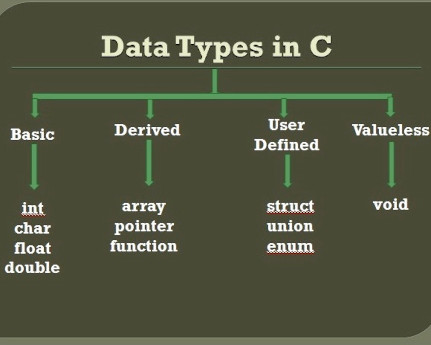 Data Types in C
Basic
Derived
User
Defined
Valueless
int
char
float
double
array
pointer
function
struct
union
enum
void